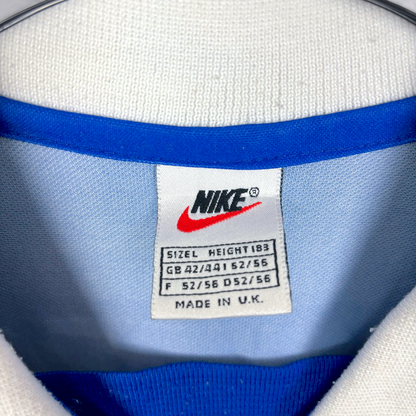 NIKE®
SIZE L HEIGHT 183
GB 42/44 I 52/56
F 52/56 D 52/56
MADE IN U.K.